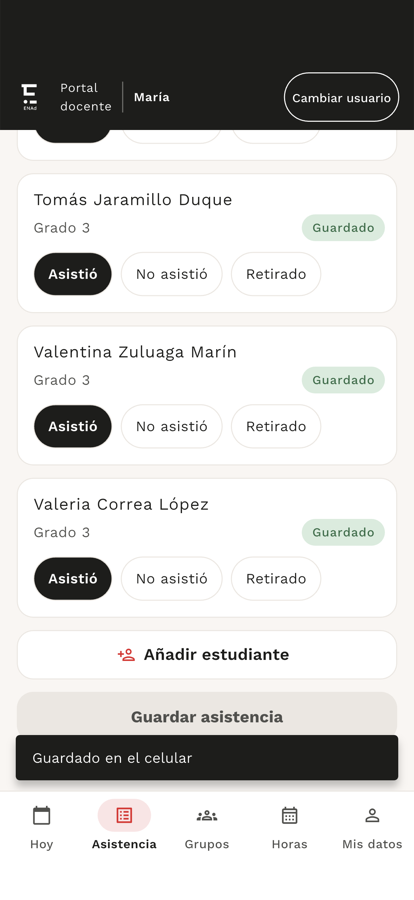 ENAd
Portal
docente
María
Cambiar usuario
Tomás Jaramillo Duque
Grado 3
Guardado
Asistió
No asistió
Retirado
Valentina Zuluaga Marín
Grado 3
Guardado
Asistió
No asistió
Retirado
Valeria Correa López
Grado 3
Guardado
Asistió
No asistió
Retirado
Añadir estudiante
Guardar asistencia
Guardado en el celular
Hoy
Asistencia
Grupos
Horas
Mis datos